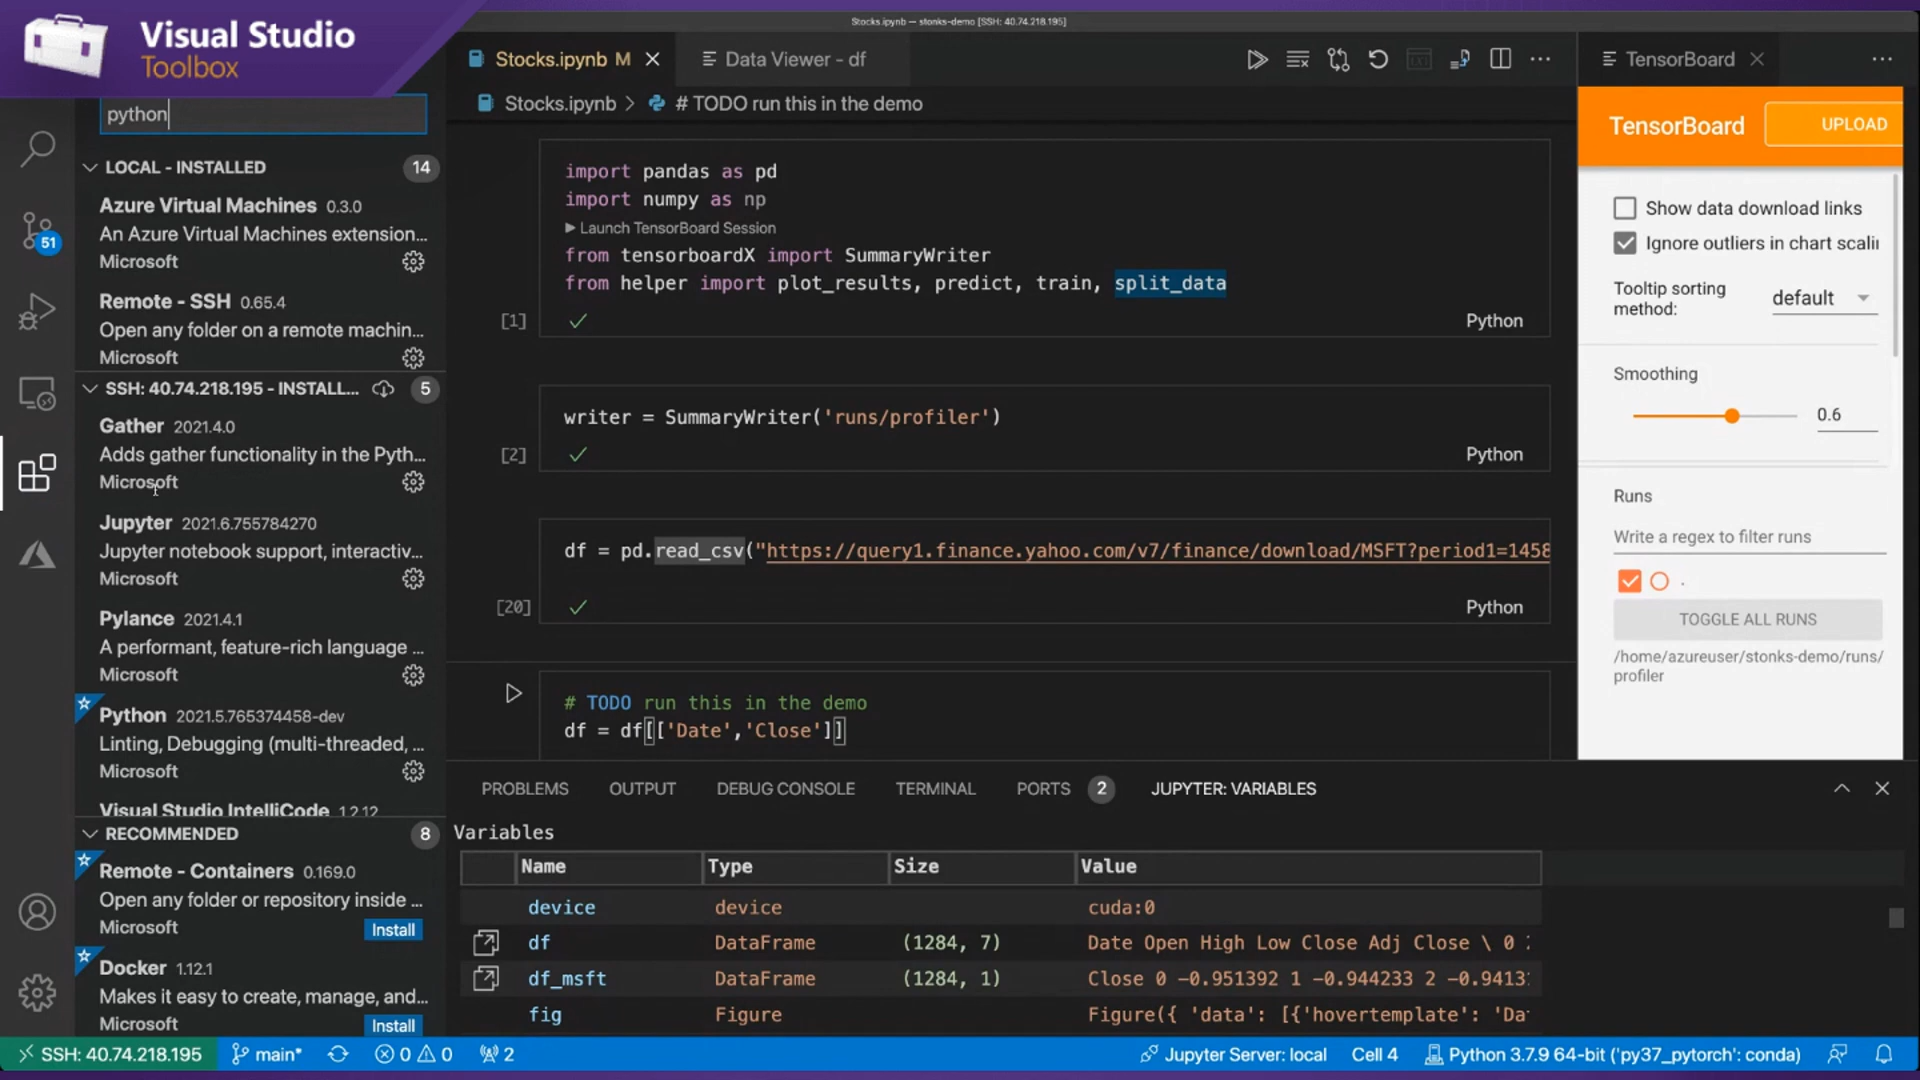 Visual Studio
Toolbox
Stocks.ipynb — stonks-demo [SSH: 40.74.218.195]
Stocks.ipynb M
Data Viewer - df
TensorBoard
Stocks.ipynb > # TODO run this in the demo
python
LOCAL - INSTALLED 14
Azure Virtual Machines 0.3.0
An Azure Virtual Machines extension...
Microsoft
Remote - SSH 0.65.4
Open any folder on a remote machin...
Microsoft
SSH: 40.74.218.195 - INSTALL... 5
Gather 2021.4.0
Adds gather functionality in the Pyth...
Microsoft
Jupyter 2021.6.755784270
Jupyter notebook support, interactiv...
Microsoft
Pylance 2021.4.1
A performant, feature-rich language ...
Microsoft
Python 2021.5.765374458-dev
Linting, Debugging (multi-threaded, ...
Microsoft
Visual Studio IntelliCode 1.2.12
RECOMMENDED 8
Remote - Containers 0.169.0
Open any folder or repository inside ...
Microsoft
Install
Docker 1.12.1
Makes it easy to create, manage, and...
Microsoft
Install
51
import pandas as pd
import numpy as np
Launch TensorBoard Session
from tensorboardX import SummaryWriter
from helper import plot_results, predict, train, split_data
[1]
Python
writer = SummaryWriter('runs/profiler')
[2]
Python
df = pd.read_csv("https://query1.finance.yahoo.com/v7/finance/download/MSFT?period1=1458
[20]
Python
# TODO run this in the demo
df = df[['Date','Close']]
TensorBoard
UPLOAD
Show data download links
Ignore outliers in chart scalin
Tooltip sorting
method:
default
Smoothing
0.6
Runs
Write a regex to filter runs
.
TOGGLE ALL RUNS
/home/azureuser/stonks-demo/runs/
profiler
PROBLEMS OUTPUT DEBUG CONSOLE TERMINAL PORTS 2 JUPYTER: VARIABLES
Variables
Name Type Size Value
device device cuda:0
df DataFrame (1284, 7) Date Open High Low Close Adj Close \ 0
df_msft DataFrame (1284, 1) Close 0 -0.951392 1 -0.944233 2 -0.9413
fig Figure Figure({ 'data': [{'hovertemplate': 'Da
SSH: 40.74.218.195 main* 0 0 2 Jupyter Server: local Cell 4 Python 3.7.9 64-bit ('py37_pytorch': conda)